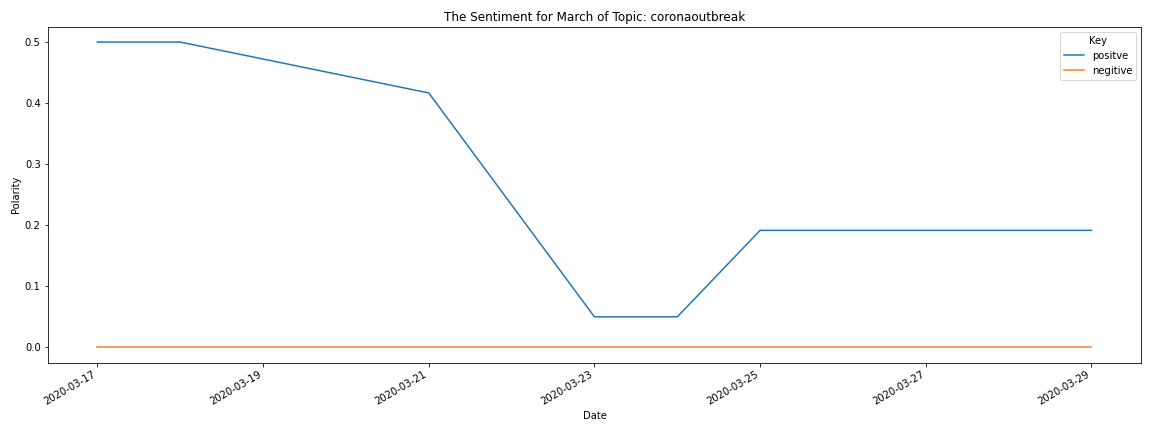 The Sentiment for March of Topic: coronaoutbreak
Key
positve
negitive
0.5
0.4
0.3
0.2
0.1
0.0
Polarity
2020-03-17
2020-03-19
2020-03-21
2020-03-23
2020-03-25
2020-03-27
2020-03-29
Date